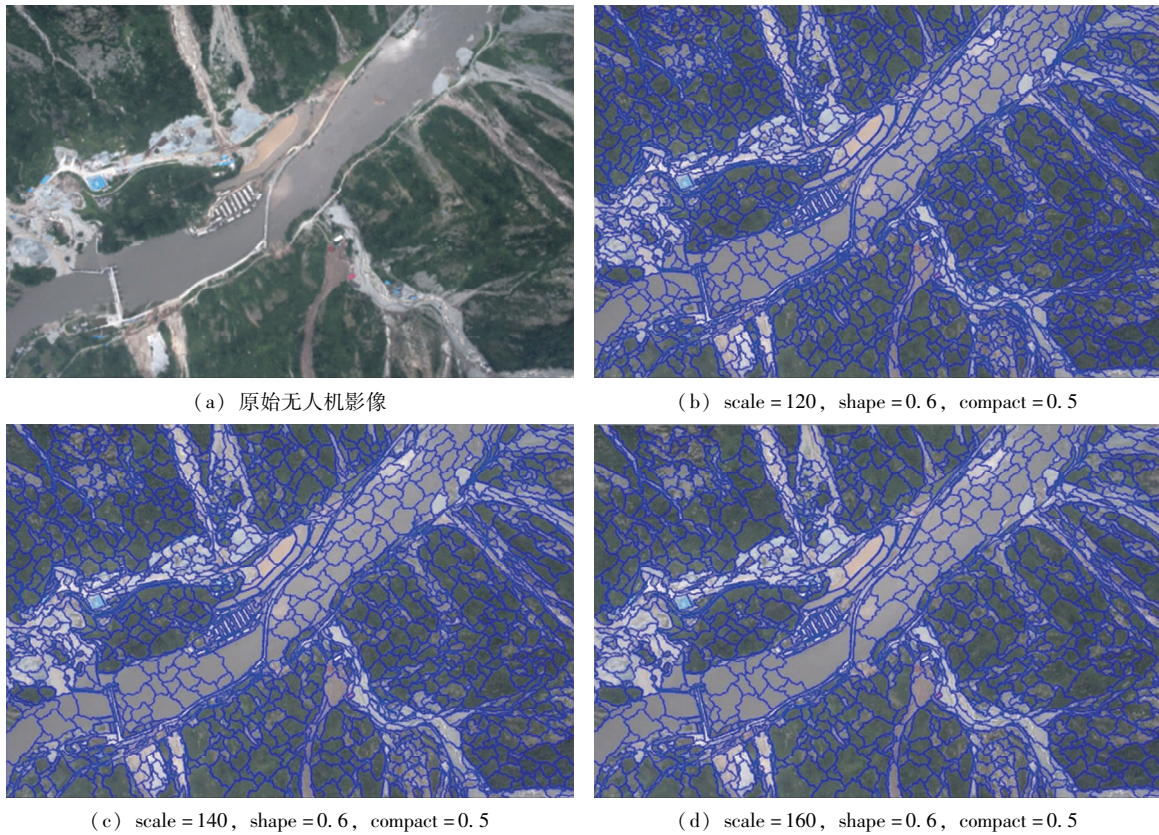 (a) 原始无人机影像
(b) scale = 120, shape = 0.6, compact = 0.5
(c) scale = 140, shape = 0.6, compact = 0.5
(d) scale = 160, shape = 0.6, compact = 0.5